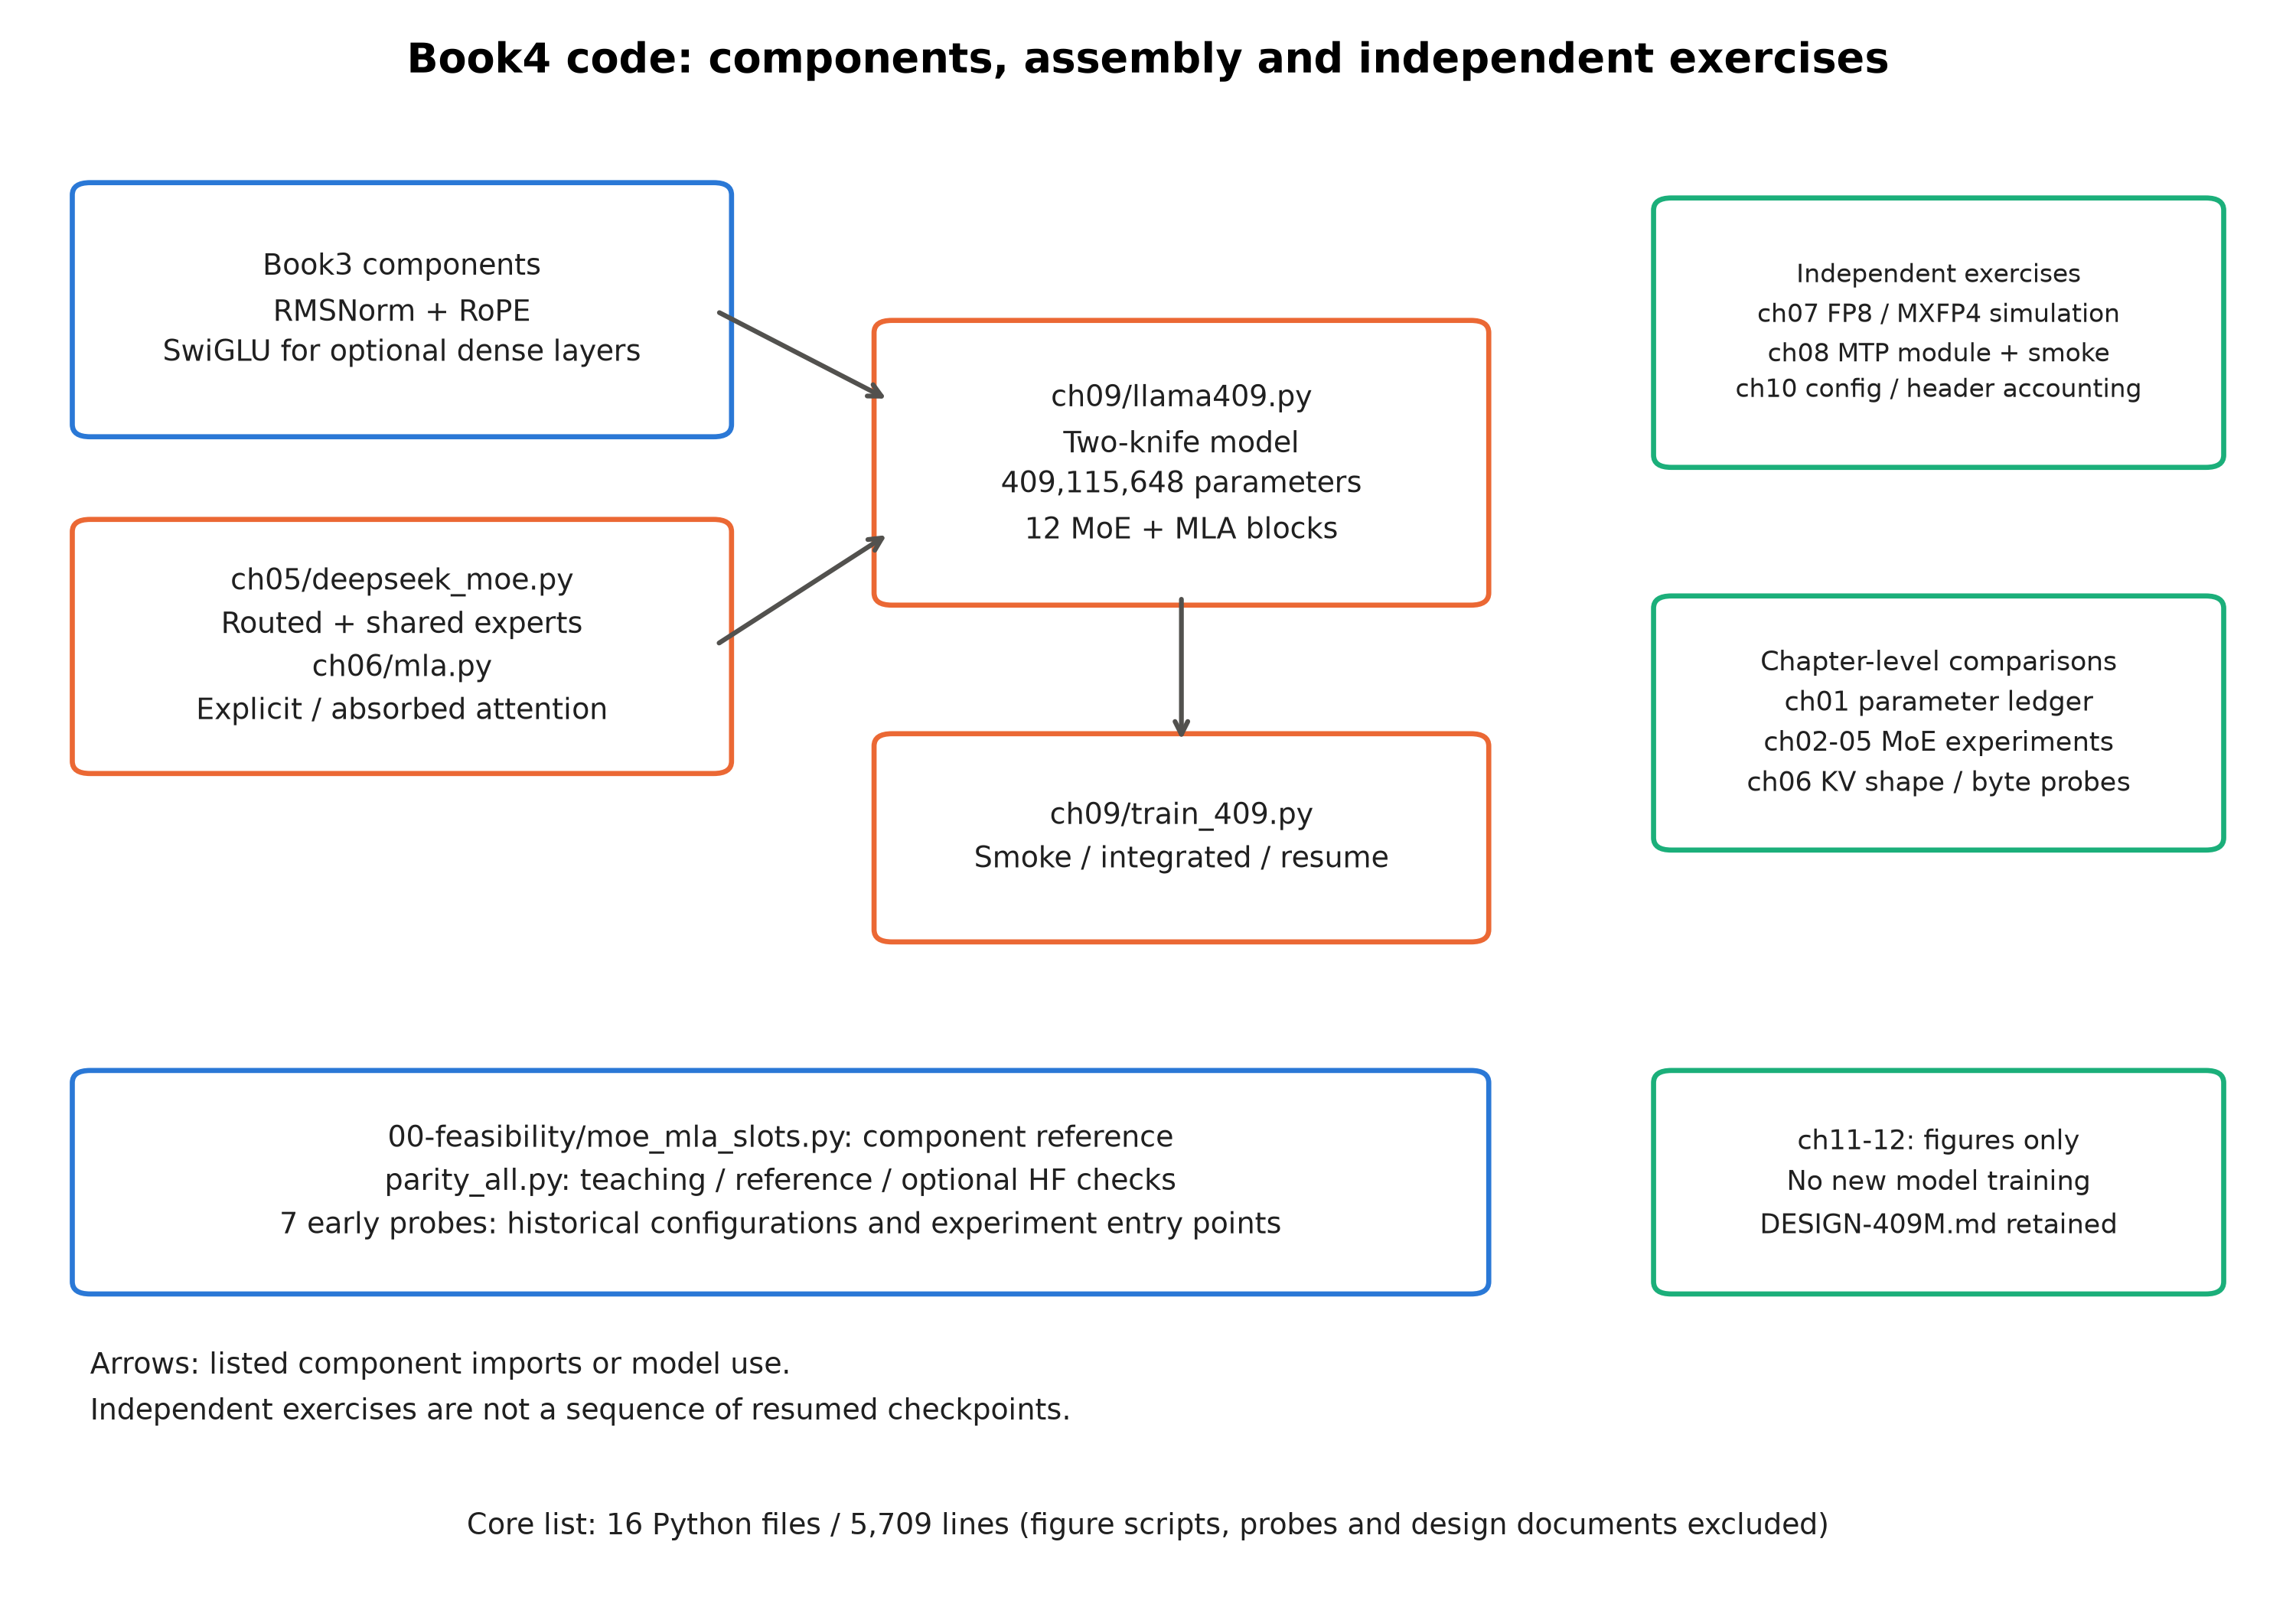 Book4 code: components, assembly and independent exercises
Book3 components
RMSNorm + RoPE
SwiGLU for optional dense layers
ch05/deepseek_moe.py
Routed + shared experts
ch06/mla.py
Explicit / absorbed attention
ch09/llama409.py
Two-knife model
409,115,648 parameters
12 MoE + MLA blocks
ch09/train_409.py
Smoke / integrated / resume
Independent exercises
ch07 FP8 / MXFP4 simulation
ch08 MTP module + smoke
ch10 config / header accounting
Chapter-level comparisons
ch01 parameter ledger
ch02-05 MoE experiments
ch06 KV shape / byte probes
00-feasibility/moe_mla_slots.py: component reference
parity_all.py: teaching / reference / optional HF checks
7 early probes: historical configurations and experiment entry points
ch11-12: figures only
No new model training
DESIGN-409M.md retained
Arrows: listed component imports or model use.
Independent exercises are not a sequence of resumed checkpoints.
Core list: 16 Python files / 5,709 lines (figure scripts, probes and design documents excluded)